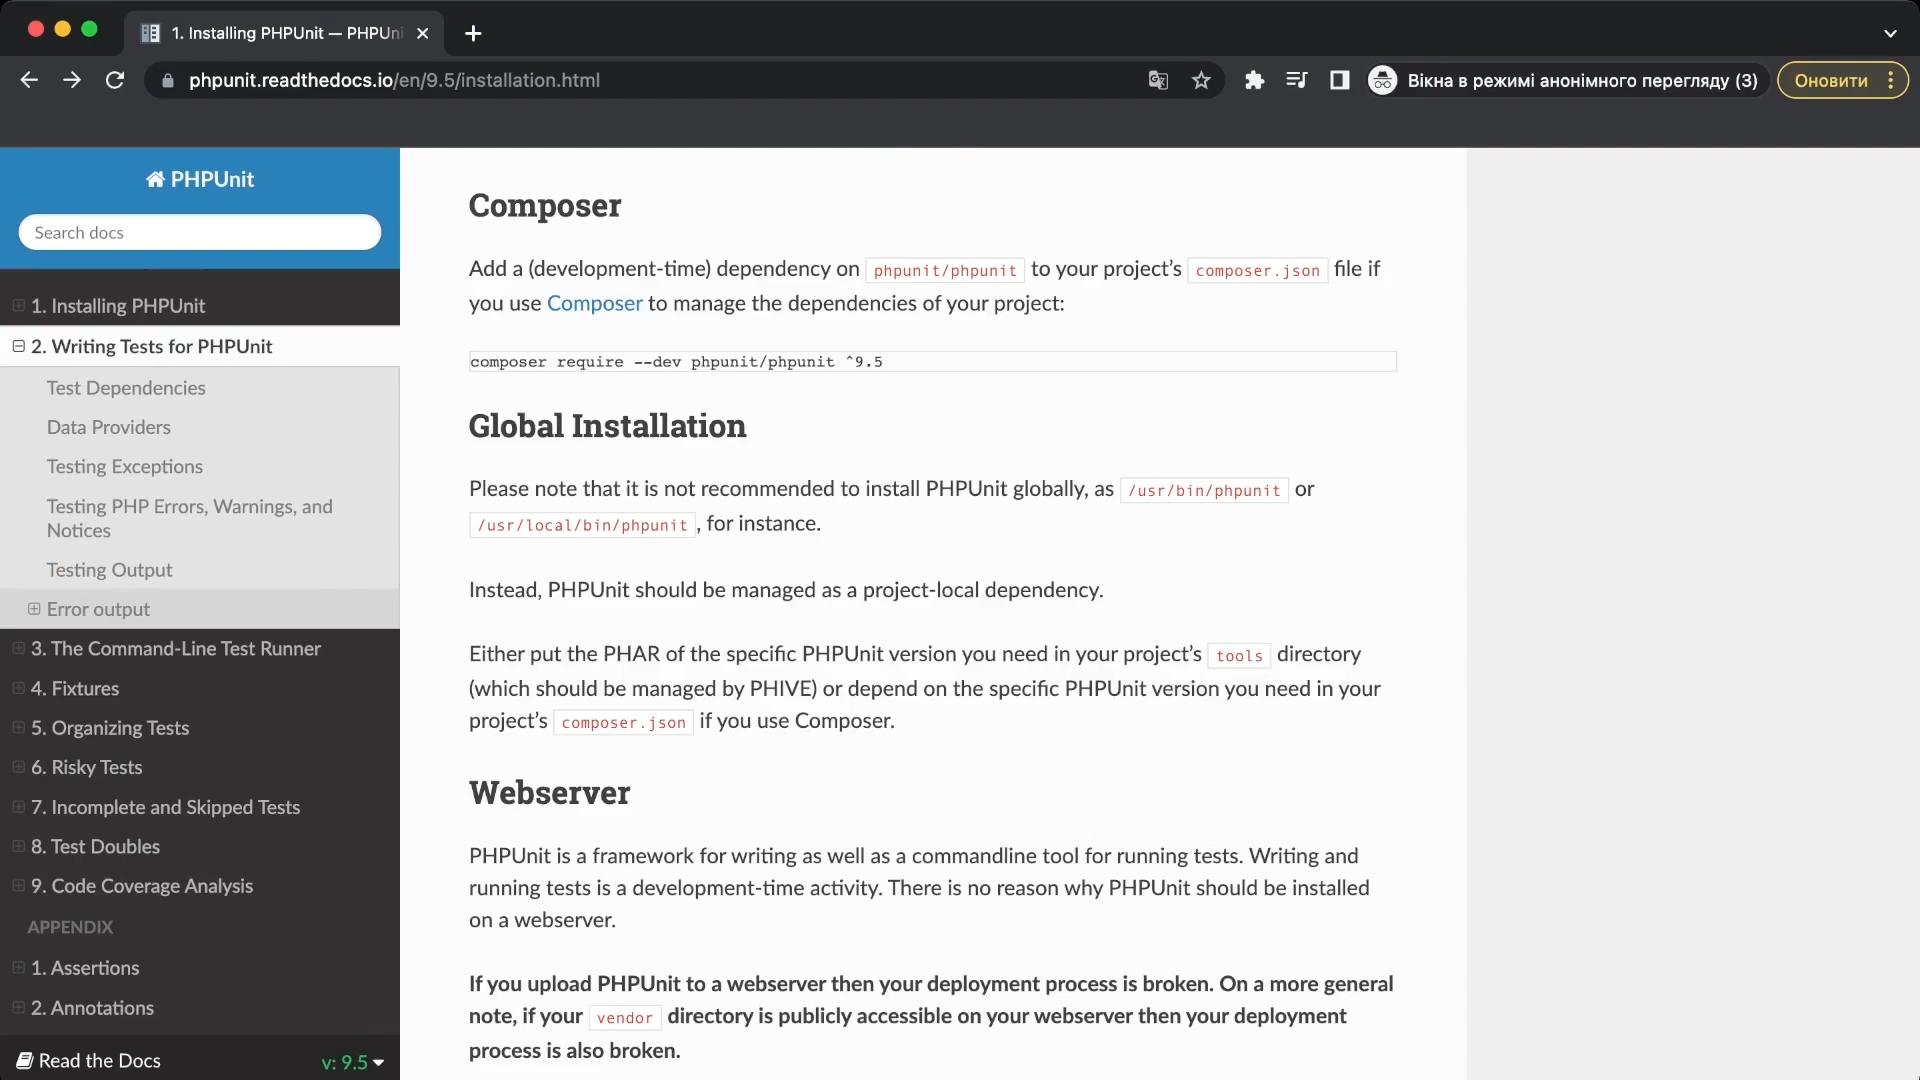 1. Installing PHPUnit — PHPUni
phpunit.readthedocs.io/en/9.5/installation.html
Вікна в режимі анонімного перегляду (3)
Оновити
PHPUnit
Search docs
1. Installing PHPUnit
2. Writing Tests for PHPUnit
Test Dependencies
Data Providers
Testing Exceptions
Testing PHP Errors, Warnings, and
Notices
Testing Output
Error output
3. The Command-Line Test Runner
4. Fixtures
5. Organizing Tests
6. Risky Tests
7. Incomplete and Skipped Tests
8. Test Doubles
9. Code Coverage Analysis
APPENDIX
1. Assertions
2. Annotations
Read the Docs
v: 9.5
Composer
Add a (development-time) dependency on phpunit/phpunit to your project’s composer.json file if
you use Composer to manage the dependencies of your project:
composer require --dev phpunit/phpunit ^9.5
Global Installation
Please note that it is not recommended to install PHPUnit globally, as /usr/bin/phpunit or
/usr/local/bin/phpunit , for instance.
Instead, PHPUnit should be managed as a project-local dependency.
Either put the PHAR of the specific PHPUnit version you need in your project’s tools directory
(which should be managed by PHIVE) or depend on the specific PHPUnit version you need in your
project’s composer.json if you use Composer.
Webserver
PHPUnit is a framework for writing as well as a commandline tool for running tests. Writing and
running tests is a development-time activity. There is no reason why PHPUnit should be installed
on a webserver.
If you upload PHPUnit to a webserver then your deployment process is broken. On a more general
note, if your vendor directory is publicly accessible on your webserver then your deployment
process is also broken.